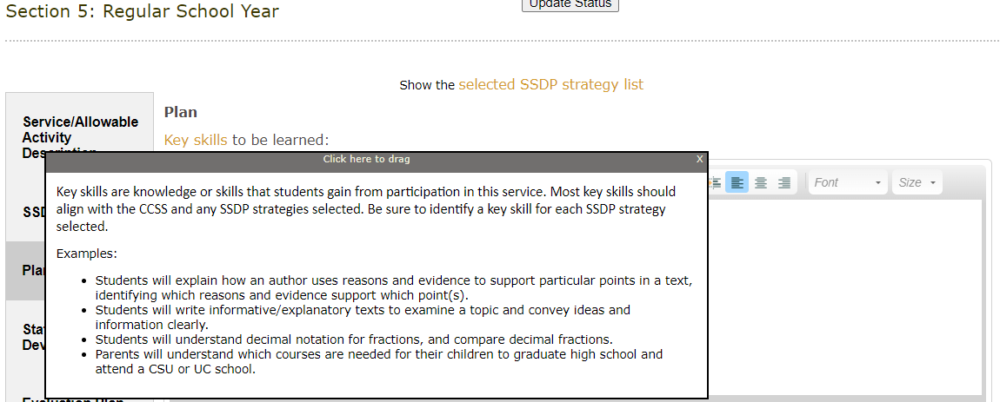 Section 5: Regular School Year
Update Status
Show the selected SSDP strategy list
Service/Allowable
Activity
Description
Plan
Key skills to be learned:
Click here to drag
X
Font
Size
Key skills are knowledge or skills that students gain from participation in this service. Most key skills should
align with the CCSS and any SSDP strategies selected. Be sure to identify a key skill for each SSDP strategy
selected.
Examples:
• Students will explain how an author uses reasons and evidence to support particular points in a text,
identifying which reasons and evidence support which point(s).
• Students will write informative/explanatory texts to examine a topic and convey ideas and
information clearly.
• Students will understand decimal notation for fractions, and compare decimal fractions.
• Parents will understand which courses are needed for their children to graduate high school and
attend a CSU or UC school.
Evaluation Plan